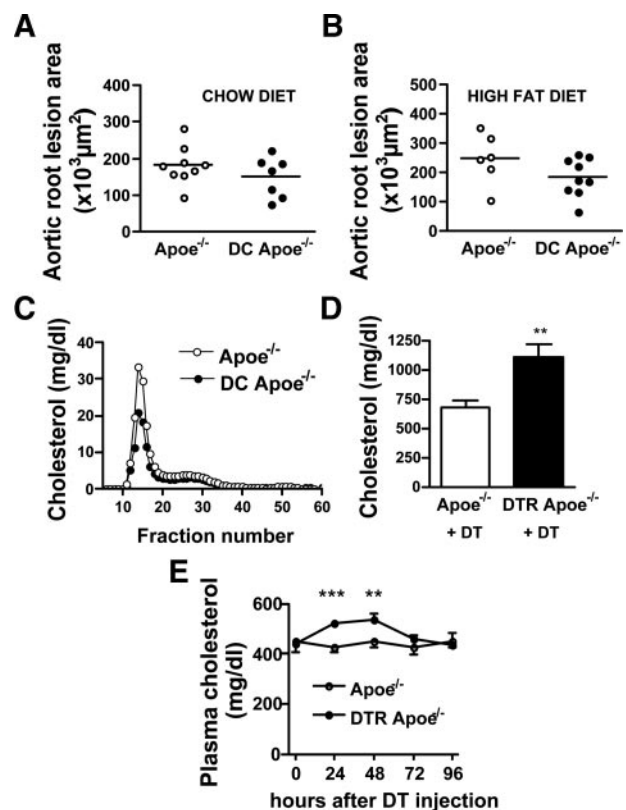 A
Aortic root lesion area
(x10³µm²)
400
300
200
100
0
CHOW DIET
Apoe-/-
DC Apoe-/-
B
Aortic root lesion area
(x10³µm²)
500
400
300
200
100
0
HIGH FAT DIET
Apoe-/-
DC Apoe-/-
C
Cholesterol (mg/dl)
40
30
20
10
0
Apoe-/-
DC Apoe-/-
10 20 30 40 50 60
Fraction number
D
Cholesterol (mg/dl)
1250
1000
750
500
250
0
**
Apoe-/- DTR Apoe-/-
+ DT + DT
E
Plasma cholesterol
(mg/dl)
600
400
200
0
*** **
Apoe-/-
DTR Apoe-/-
0 24 48 72 96
hours after DT injection